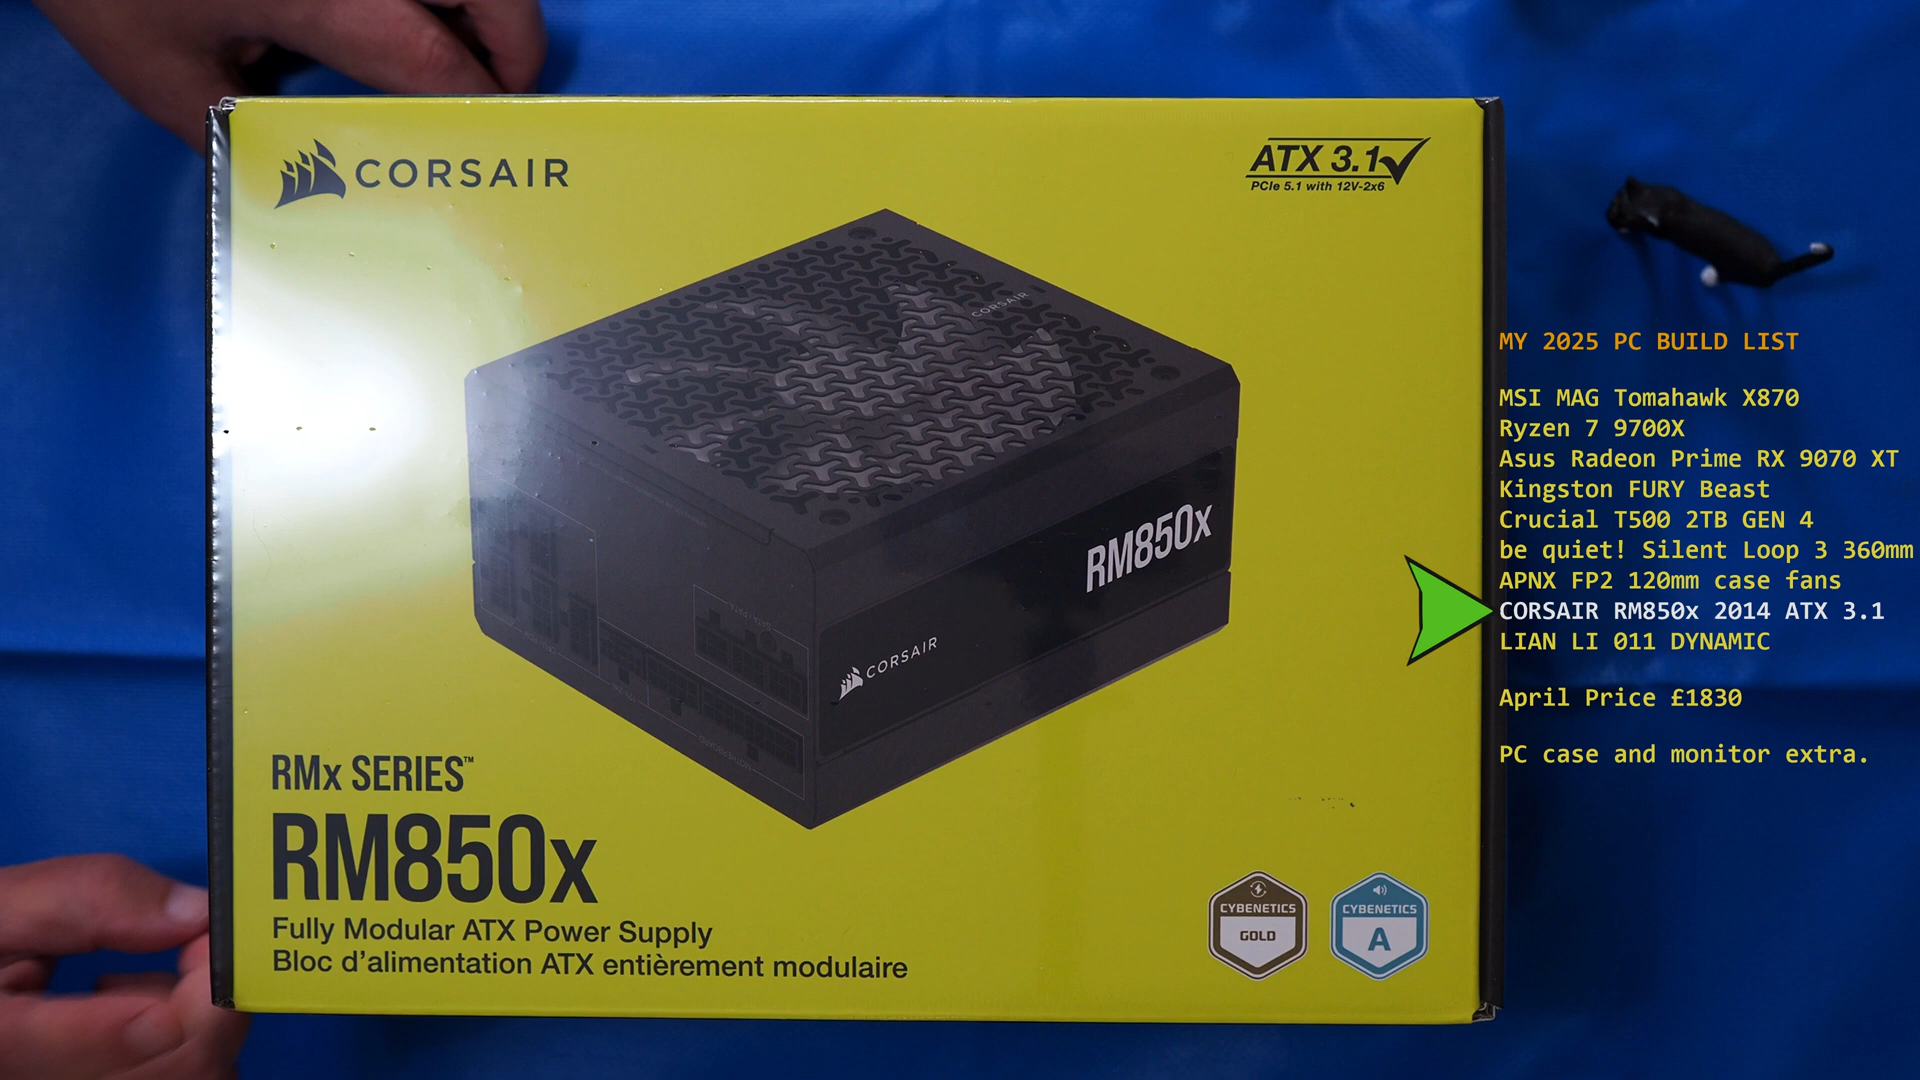 CORSAIR
ATX 3.1
PCIe 5.1 with 12V-2x6
CORSAIR
RM850x
CORSAIR
RMx SERIES™
RM850x
Fully Modular ATX Power Supply
Bloc d'alimentation ATX entièrement modulaire
CYBENETICS
GOLD
CYBENETICS
A
MY 2025 PC BUILD LIST
MSI MAG Tomahawk X870
Ryzen 7 9700X
Asus Radeon Prime RX 9070 XT
Kingston FURY Beast
Crucial T500 2TB GEN 4
be quiet! Silent Loop 3 360mm
APNX FP2 120mm case fans
CORSAIR RM850x 2014 ATX 3.1
LIAN LI 011 DYNAMIC
April Price £1830
PC case and monitor extra.